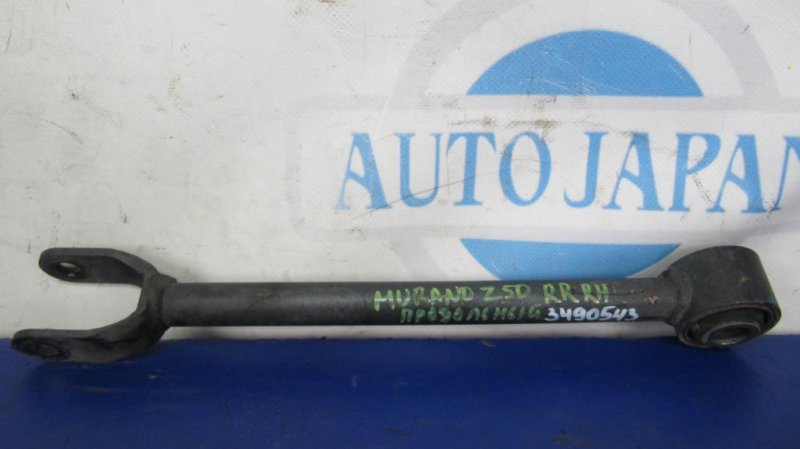 AUTO JAPAN
MURANO Z50 RR RH
ПРОДОЛЬНЫЙ 3490543